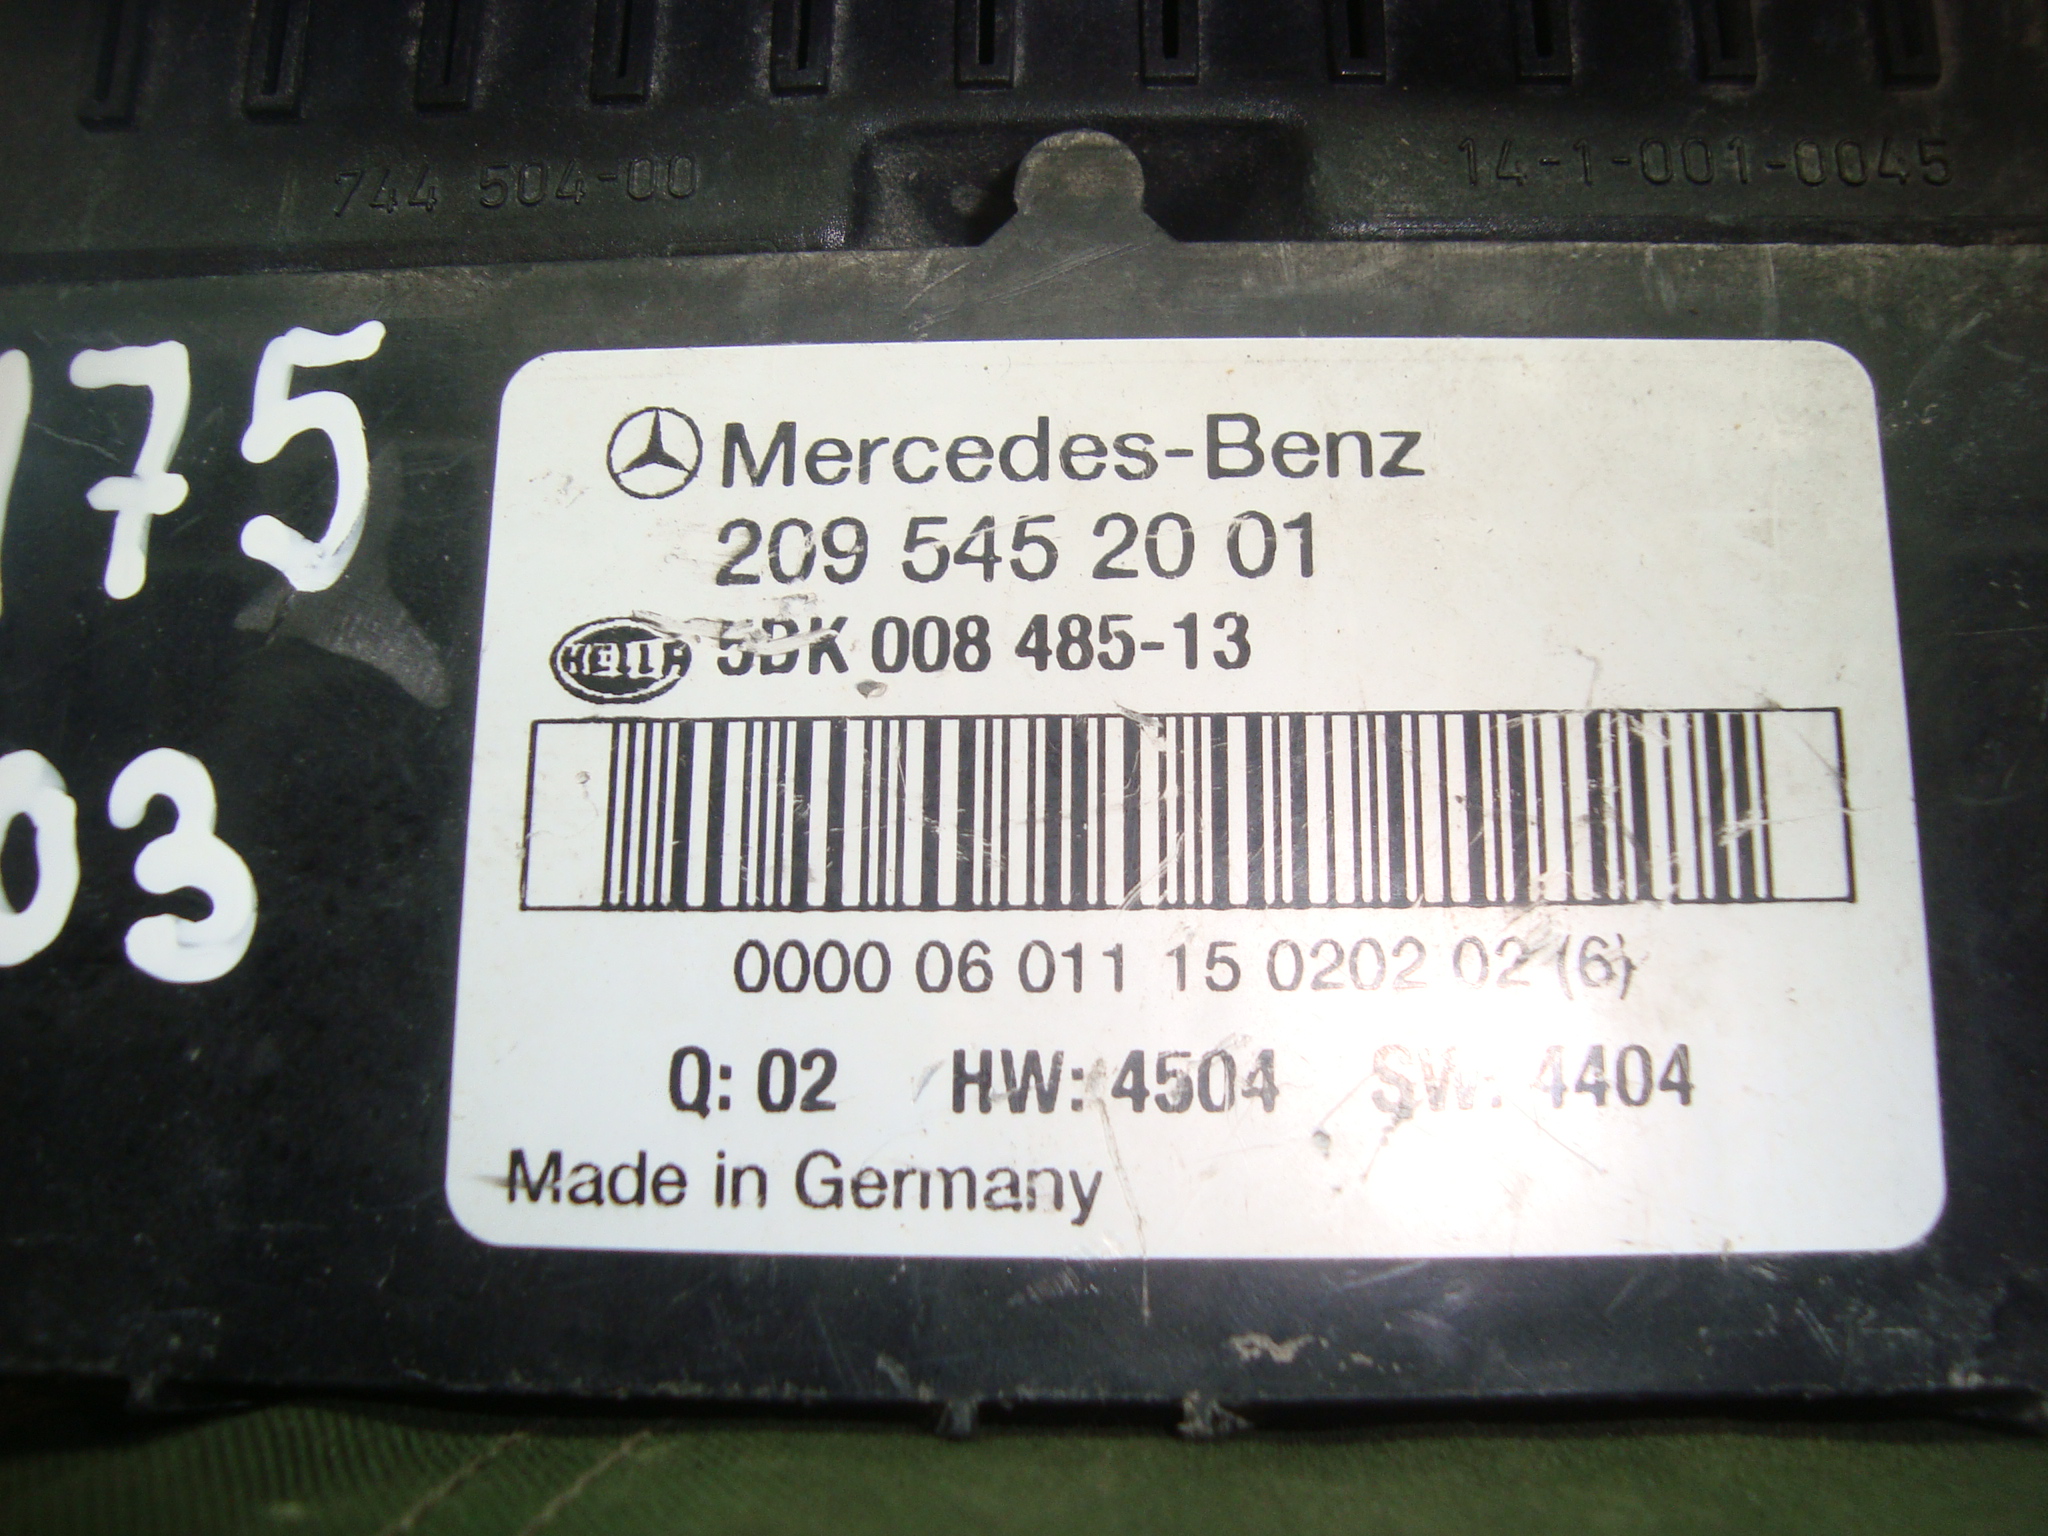 744 504-00
14-1-001-0045
175
03
Mercedes-Benz
209 545 20 01
HELLA 5DK 008 485-13
0000 06 011 15 0202 02 (6)
Q: 02 HW: 4504 SW: 4404
Made in Germany